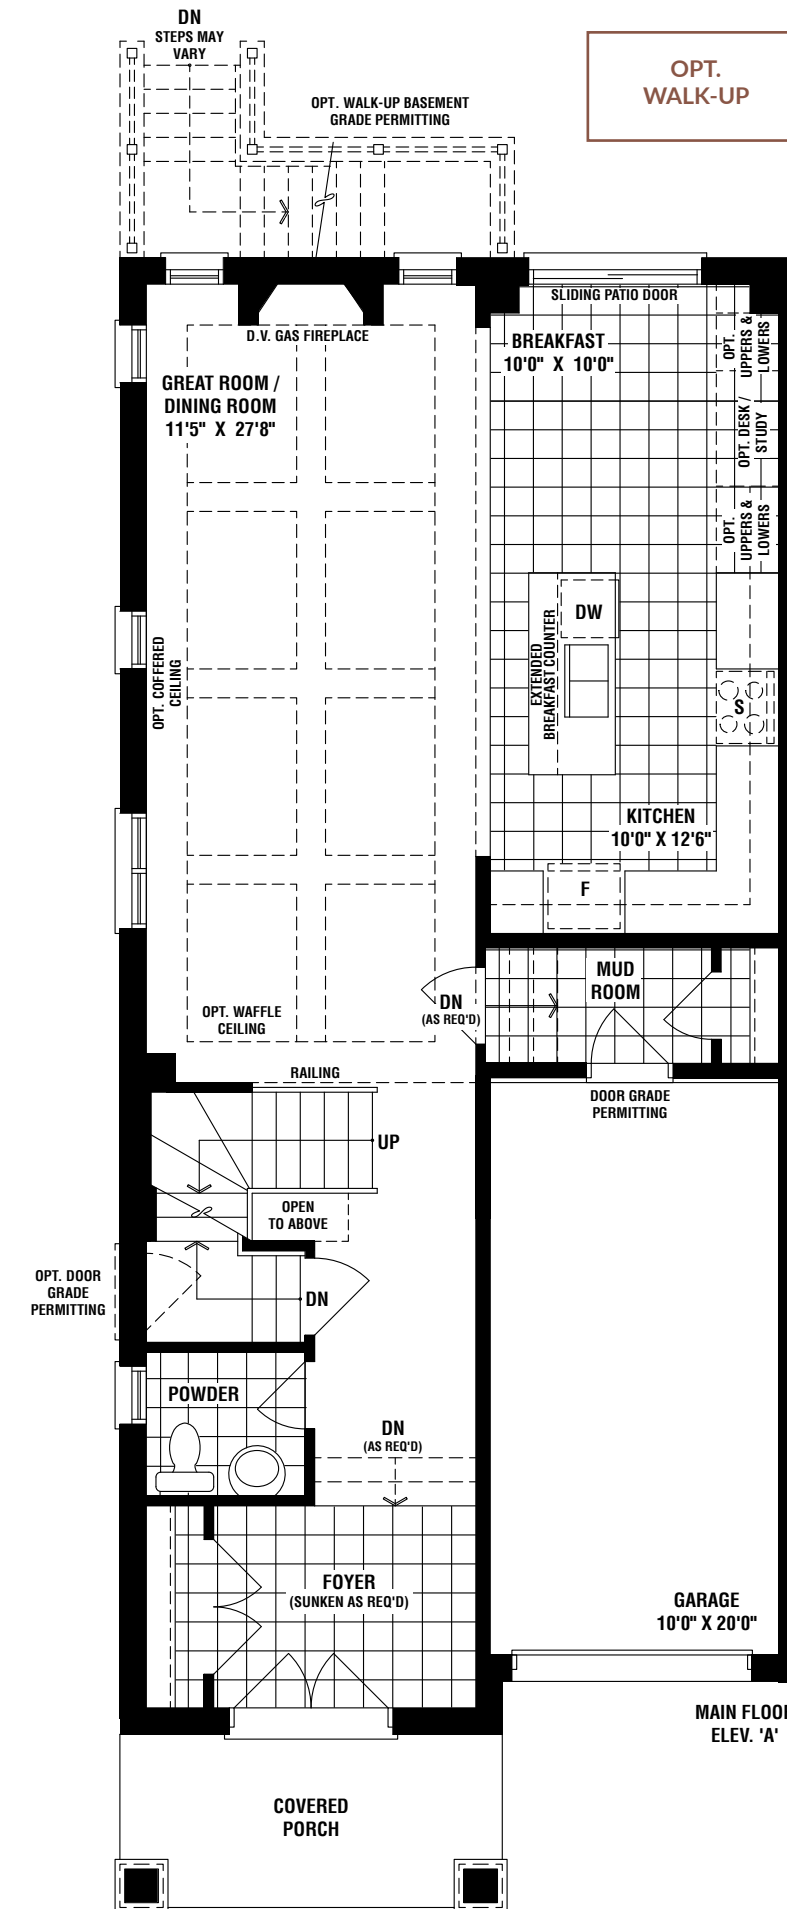 DN
STEPS MAY
VARY
OPT.
WALK-UP
OPT. WALK-UP BASEMENT
GRADE PERMITTING
SLIDING PATIO DOOR
D.V. GAS FIREPLACE
BREAKFAST
10'0" X 10'0"
OPT.
UPPERS &
LOWERS
GREAT ROOM /
DINING ROOM
11'5" X 27'8"
OPT. DESK /
STUDY
OPT.
UPPERS &
LOWERS
DW
EXTENDED
BREAKFAST COUNTER
OPT. COFFERED
CEILING
S
KITCHEN
10'0" X 12'6"
F
MUD
ROOM
DN
(AS REQ'D)
OPT. WAFFLE
CEILING
RAILING
DOOR GRADE
PERMITTING
UP
OPEN
TO ABOVE
OPT. DOOR
GRADE
PERMITTING
DN
POWDER
DN
(AS REQ'D)
FOYER
(SUNKEN AS REQ'D)
GARAGE
10'0" X 20'0"
MAIN FLOOR
ELEV. 'A'
COVERED
PORCH